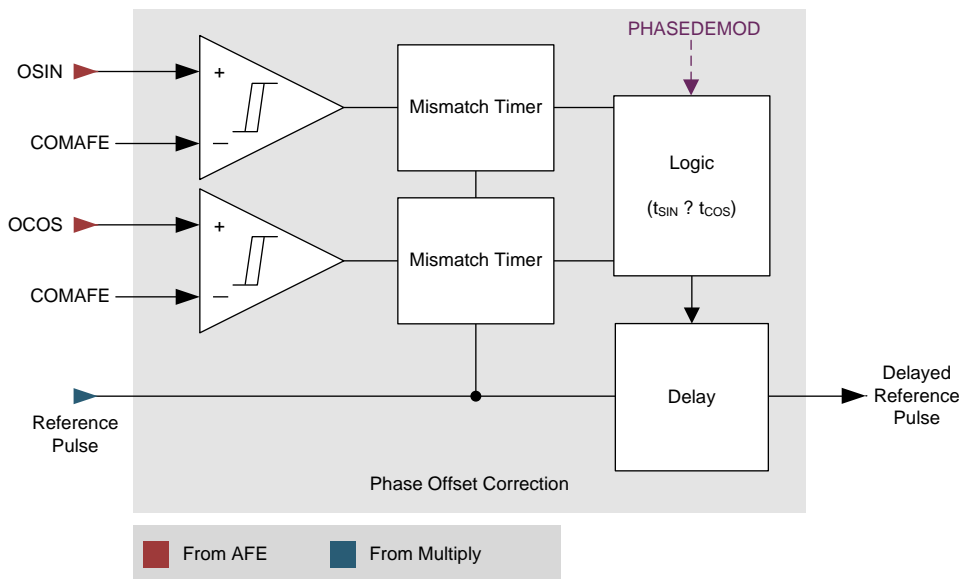 PHASEDEMOD
OSIN
+
Mismatch Timer
COMAFE
—
Logic
(tSIN ? tCOS)
OCOS
+
Mismatch Timer
COMAFE
—
Reference
Pulse
Delay
Delayed
Reference
Pulse
Phase Offset Correction
From AFE
From Multiply